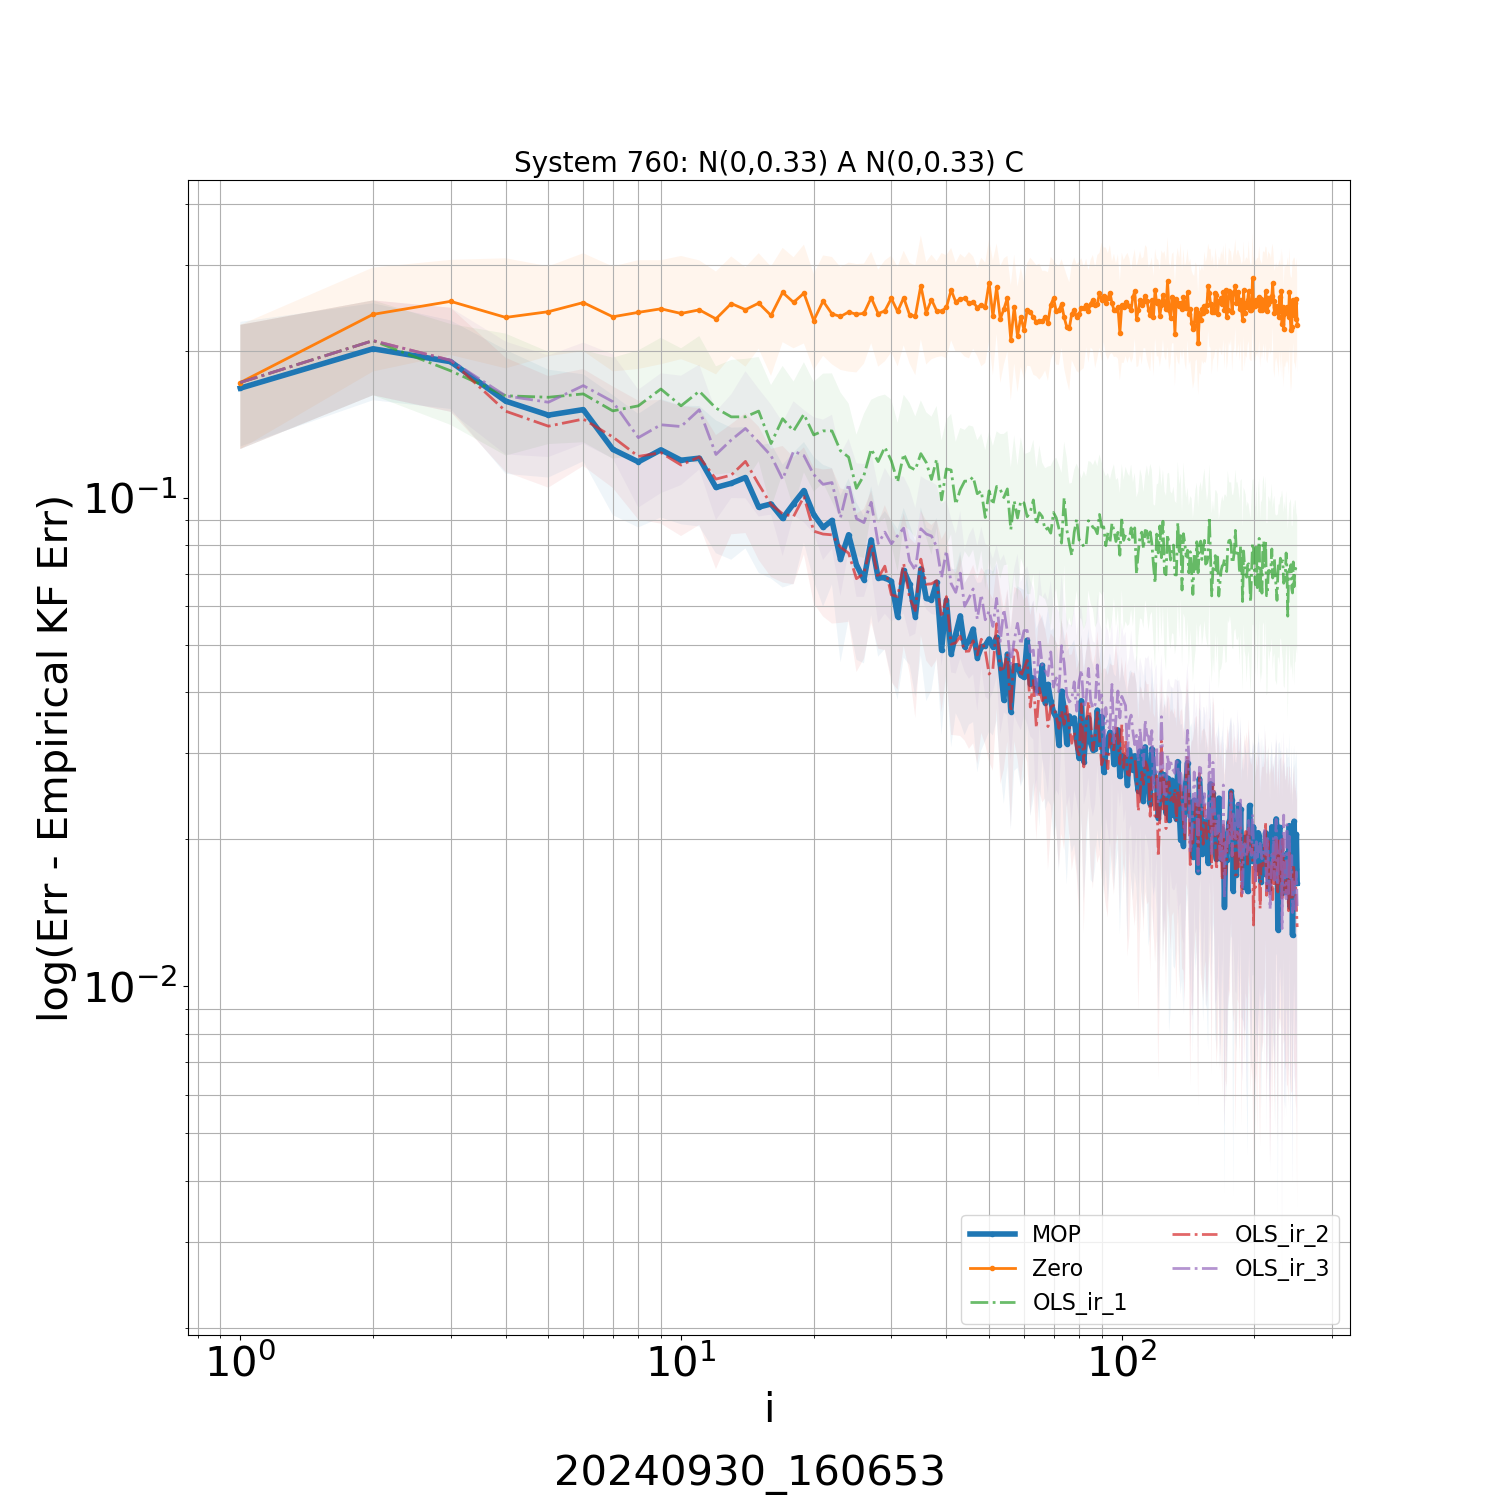 System 760: N(0,0.33) A N(0,0.33) C
log(Err - Empirical KF Err)
10⁻¹
10⁻²
MOP
Zero
OLS_ir_1
OLS_ir_2
OLS_ir_3
10⁰ 10¹ 10²
i
20240930_160653